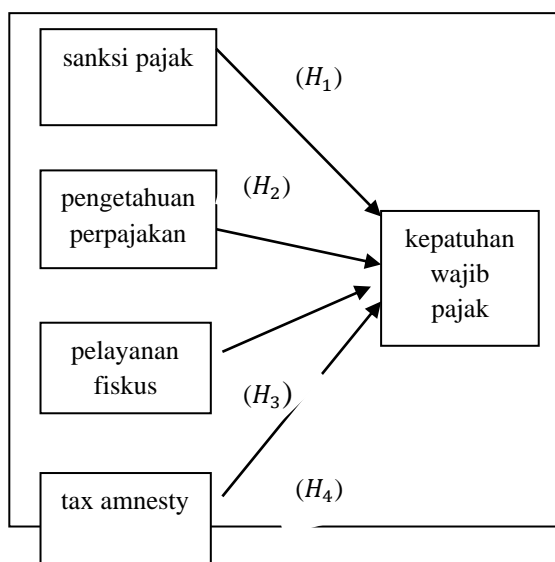 sanksi pajak
(H₁)
pengetahuan
perpajakan
(H₂)
kepatuhan
wajib
pajak
pelayanan
fiskus
(H₃)
tax amnesty
(H₄)